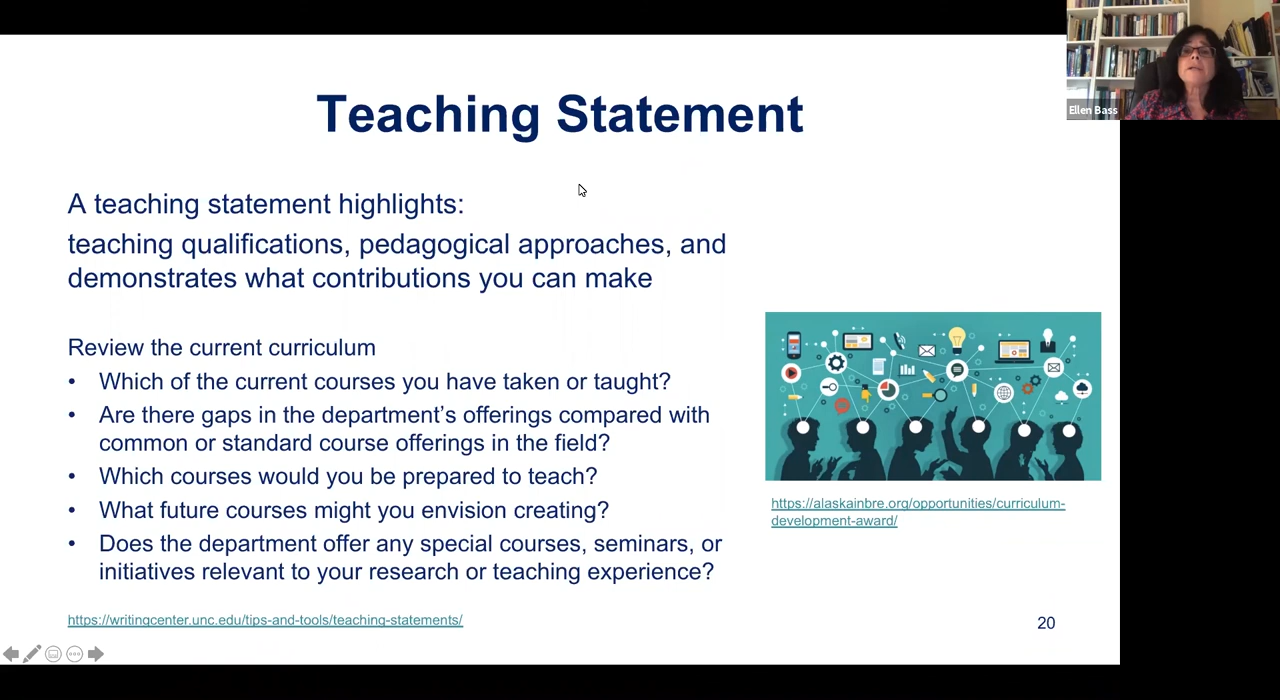 Teaching Statement
Ellen Bass
A teaching statement highlights:
teaching qualifications, pedagogical approaches, and
demonstrates what contributions you can make
Review the current curriculum
• Which of the current courses you have taken or taught?
• Are there gaps in the department’s offerings compared with
common or standard course offerings in the field?
• Which courses would you be prepared to teach?
• What future courses might you envision creating?
• Does the department offer any special courses, seminars, or
initiatives relevant to your research or teaching experience?
https://alaskainbre.org/opportunities/curriculum-
development-award/
https://writingcenter.unc.edu/tips-and-tools/teaching-statements/
20